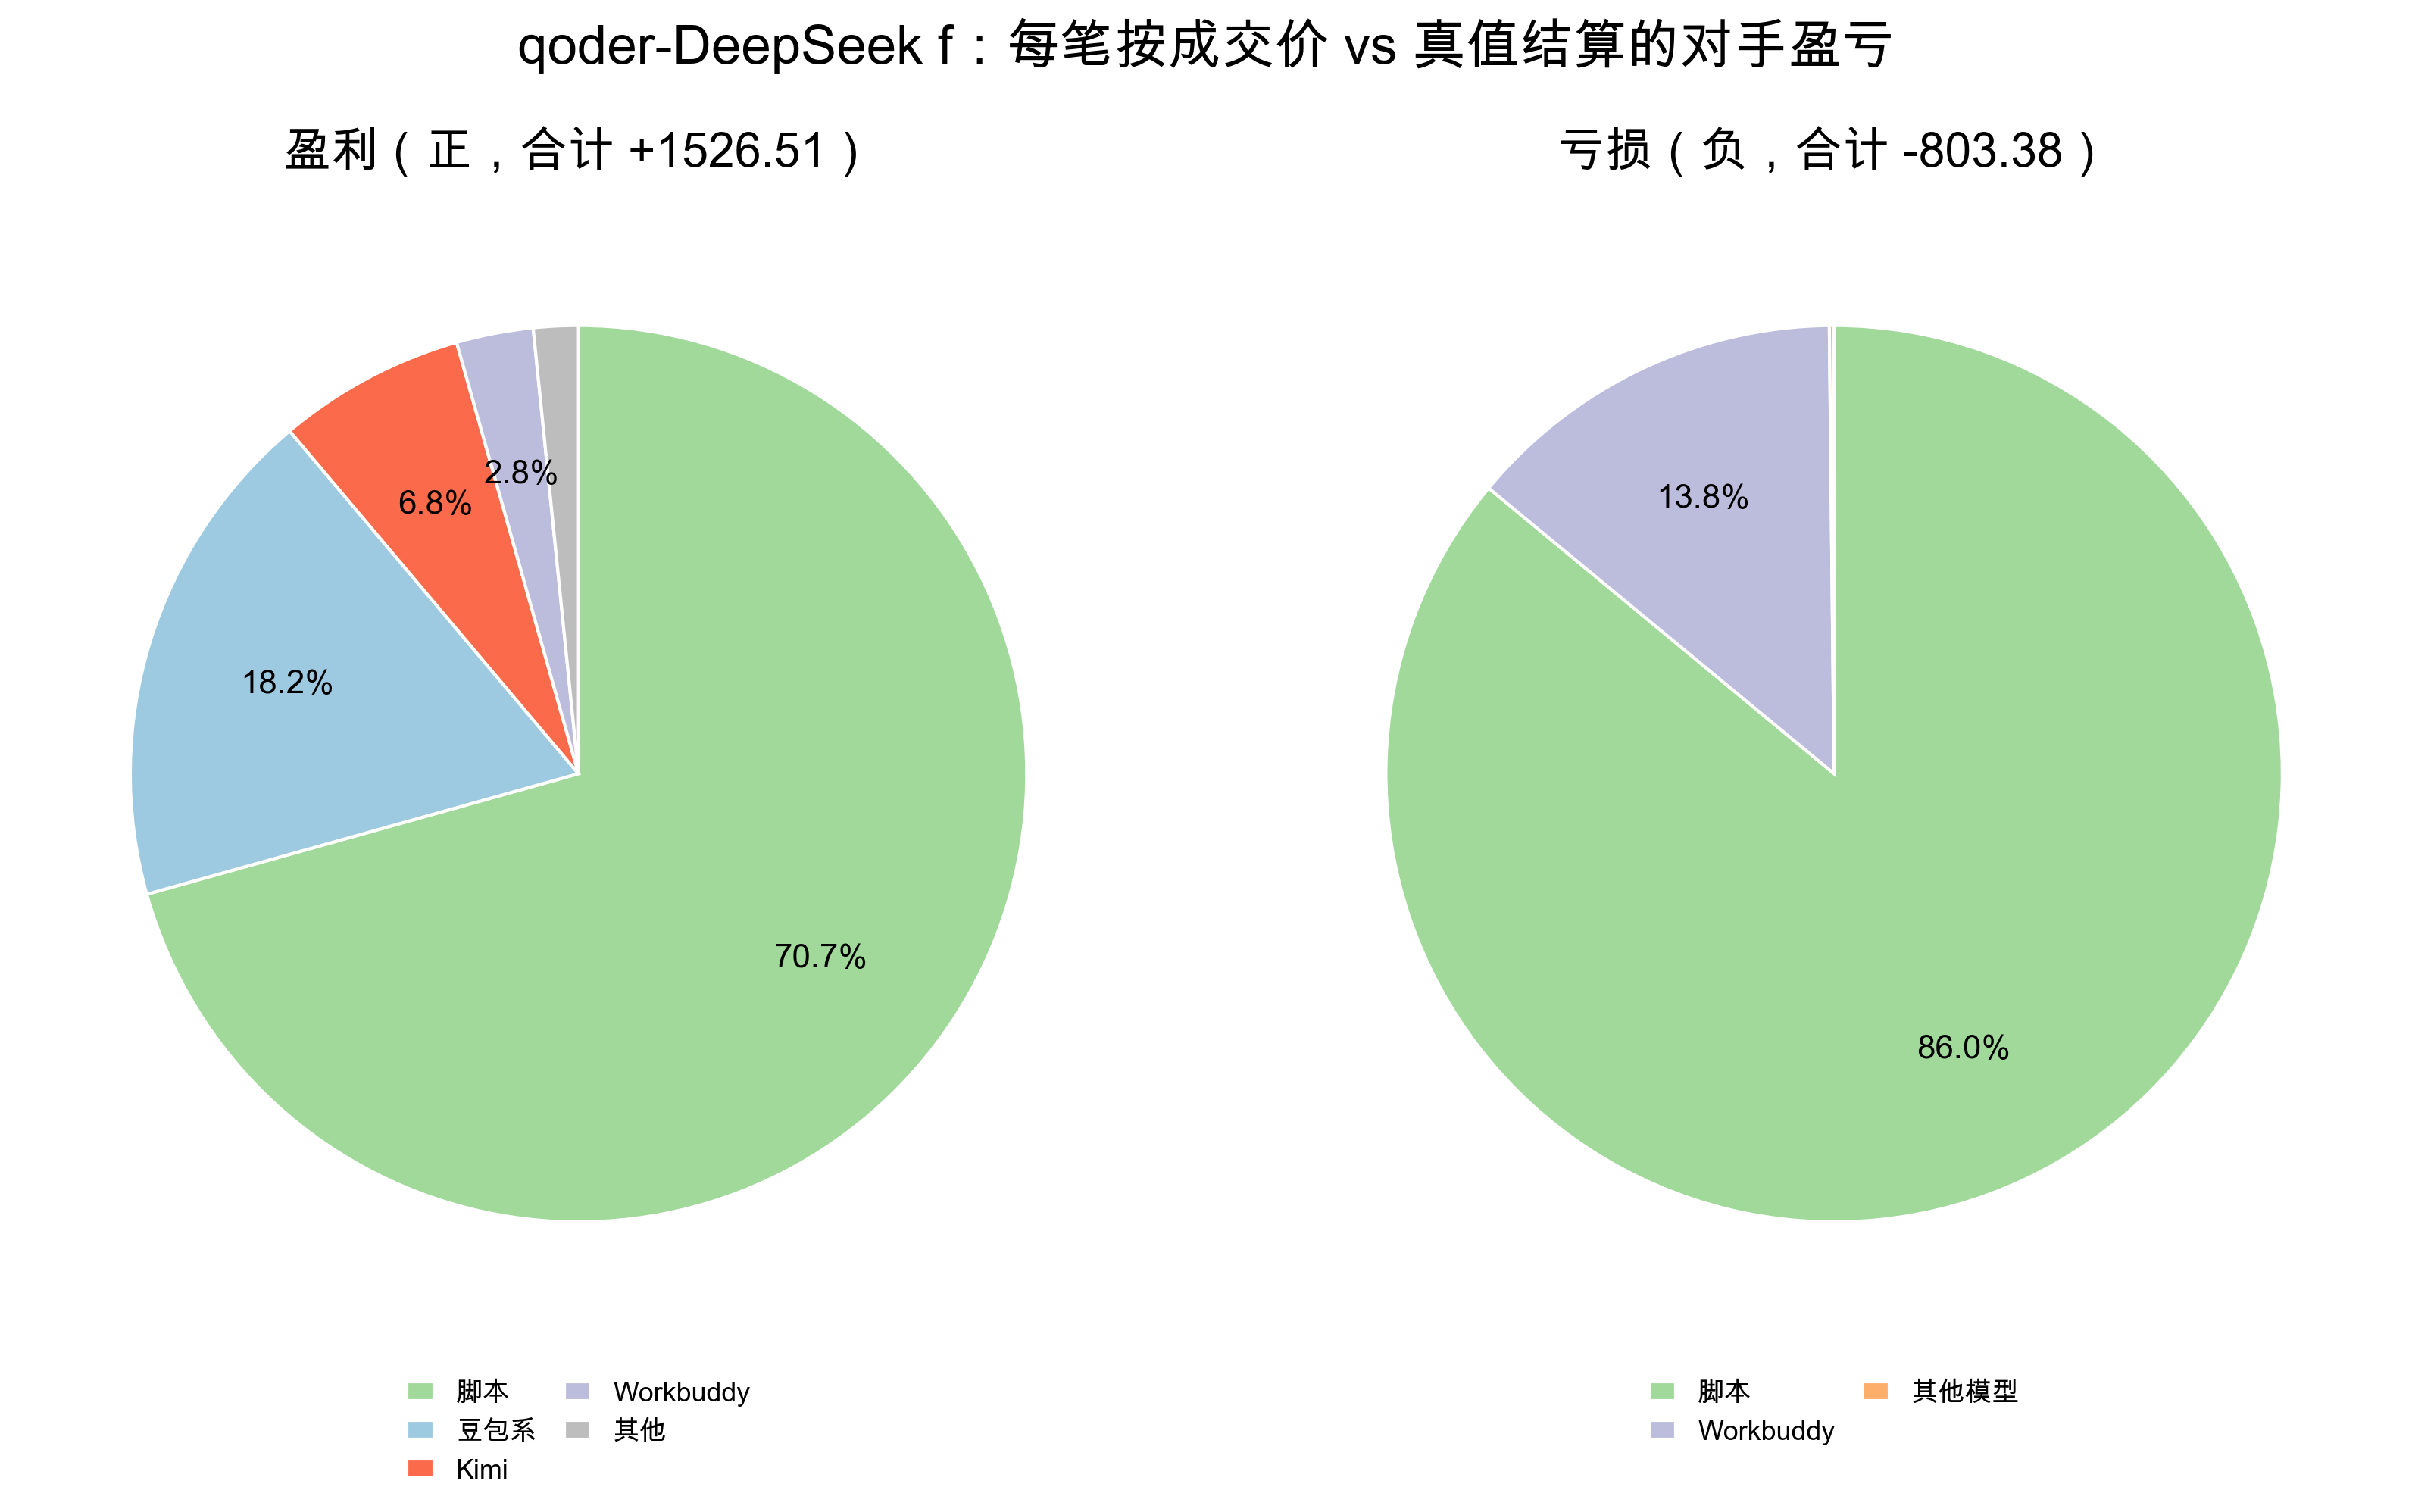 qoder-DeepSeek f：每笔按成交价 vs 真值结算的对手盈亏
盈利（正，合计 +1526.51）
亏损（负，合计 -803.38）
2.8%
6.8%
18.2%
70.7%
13.8%
86.0%
脚本
豆包系
Kimi
Workbuddy
其他
脚本
Workbuddy
其他模型